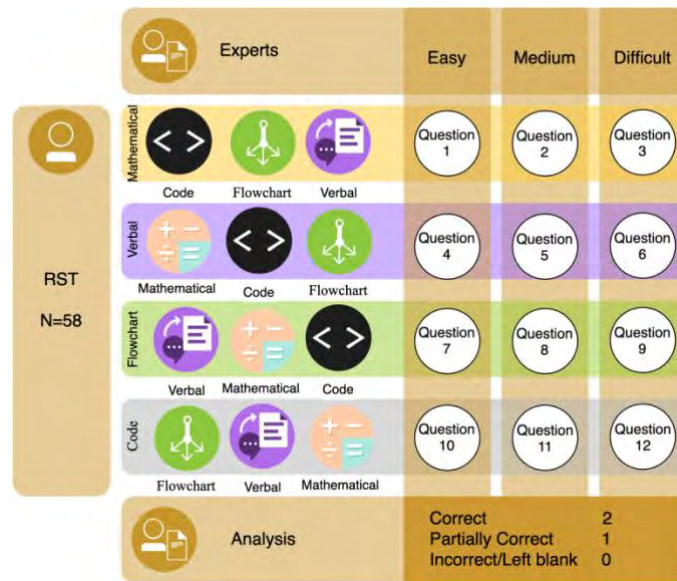 Experts
Easy
Medium
Difficult
RST
N=58
Mathematical
Code
Flowchart
Verbal
Question
1
Question
2
Question
3
Verbal
Mathematical
Code
Flowchart
Question
4
Question
5
Question
6
Flowchart
Verbal
Mathematical
Code
Question
7
Question
8
Question
9
Code
Flowchart
Verbal
Mathematical
Question
10
Question
11
Question
12
Analysis
Correct 2
Partially Correct 1
Incorrect/Left blank 0